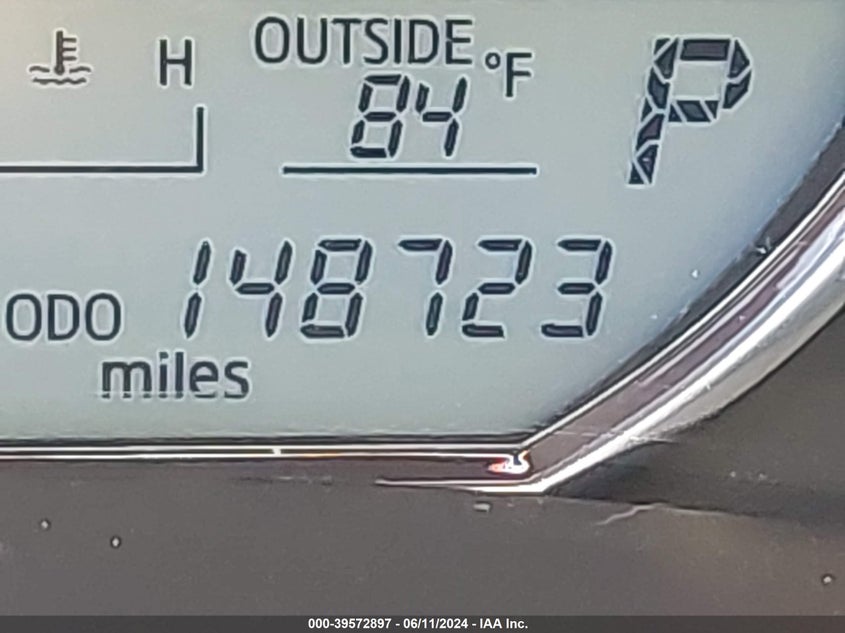 H
OUTSIDE
84 °F
P
ODO 148723
miles
000-39572897 - 06/11/2024 - IAA Inc.